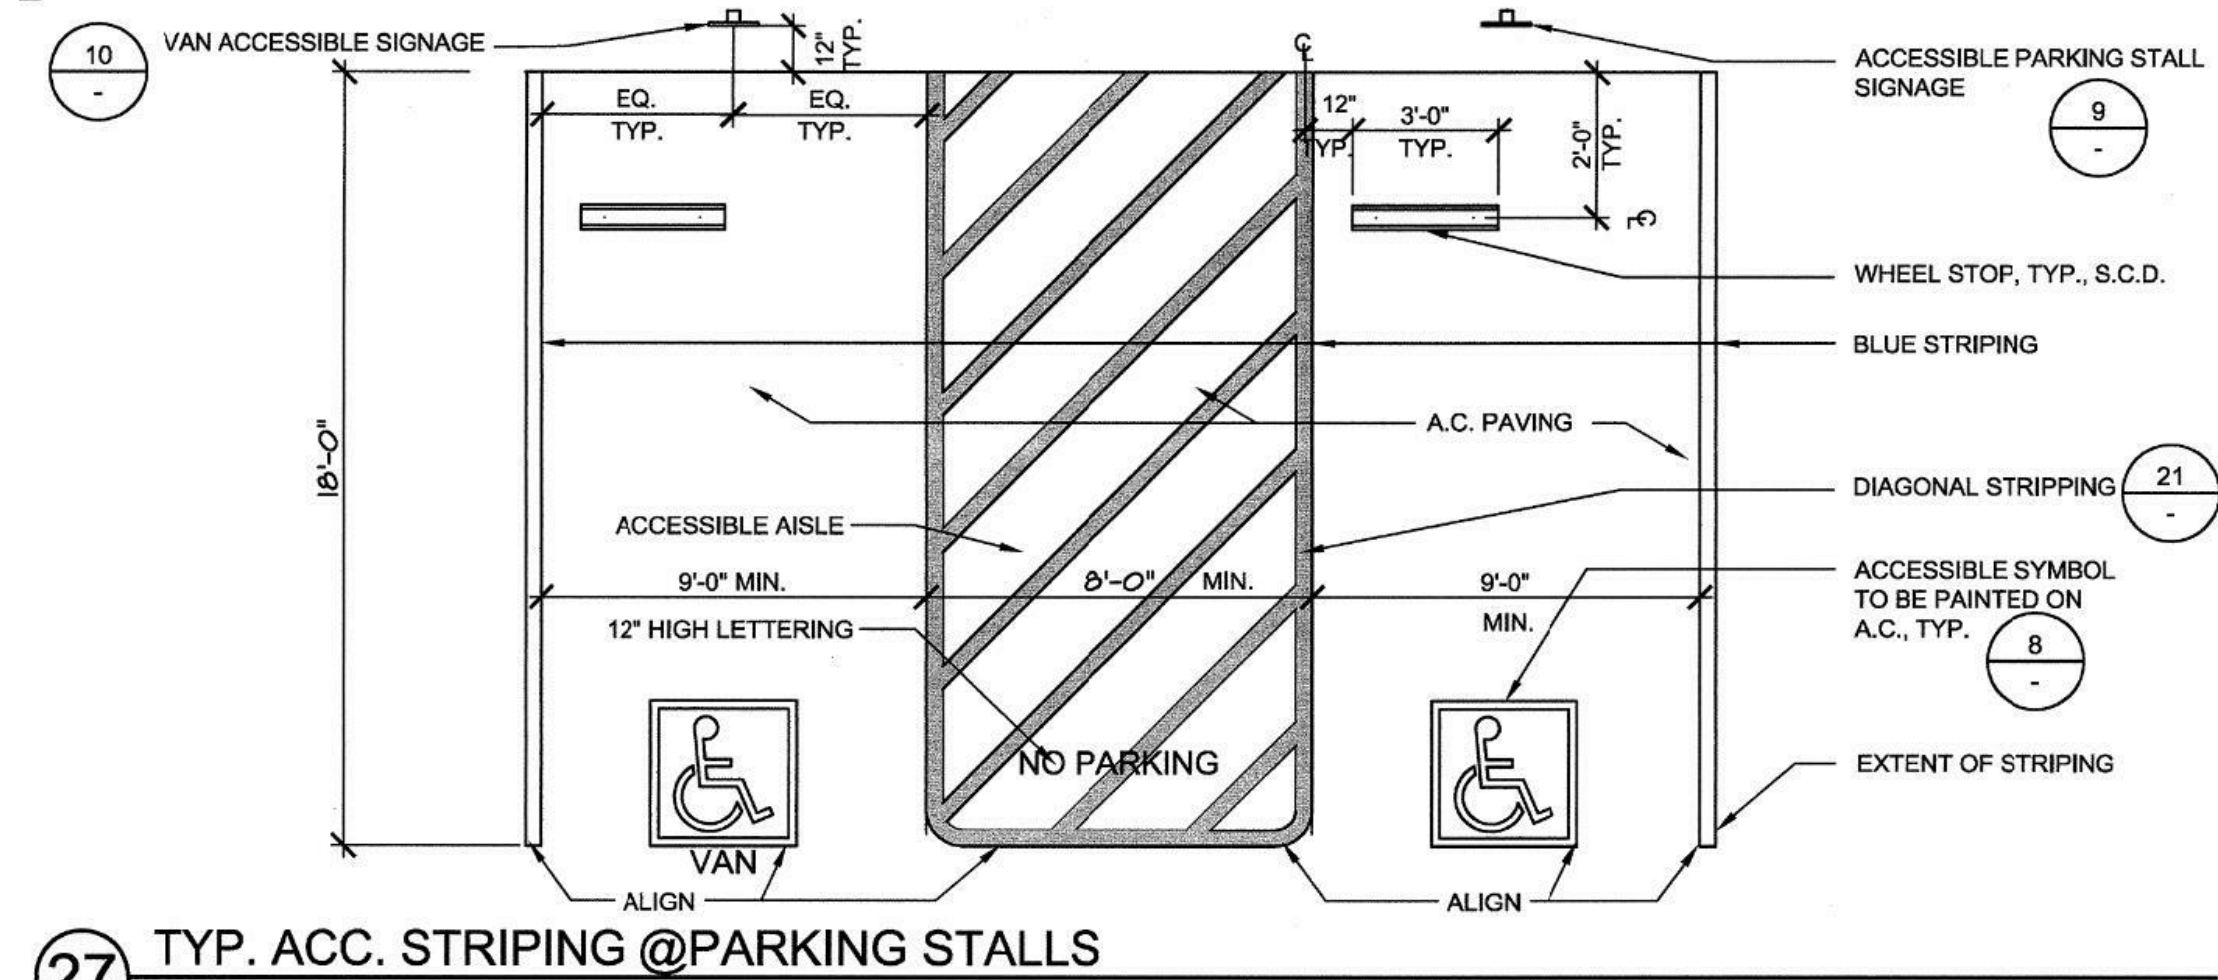 10
-
VAN ACCESSIBLE SIGNAGE
12"
TYP.
EQ.
TYP.
EQ.
TYP.
CL
12"
TYP.
3'-0"
TYP.
2'-0"
TYP.
CL
ACCESSIBLE PARKING STALL
SIGNAGE
9
-
WHEEL STOP, TYP., S.C.D.
BLUE STRIPING
A.C. PAVING
18'-0"
DIAGONAL STRIPPING
21
-
ACCESSIBLE AISLE
9'-0" MIN.
8'-0" MIN.
9'-0"
MIN.
ACCESSIBLE SYMBOL
TO BE PAINTED ON
A.C., TYP.
8
-
12" HIGH LETTERING
NO PARKING
EXTENT OF STRIPING
VAN
ALIGN
ALIGN
27
TYP. ACC. STRIPING @PARKING STALLS